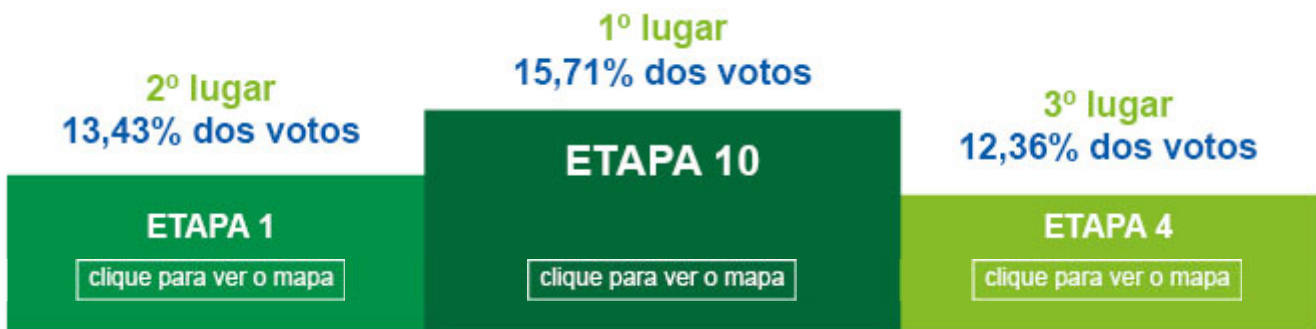 2º lugar
13,43% dos votos
ETAPA 1
clique para ver o mapa
1º lugar
15,71% dos votos
ETAPA 10
clique para ver o mapa
3º lugar
12,36% dos votos
ETAPA 4
clique para ver o mapa